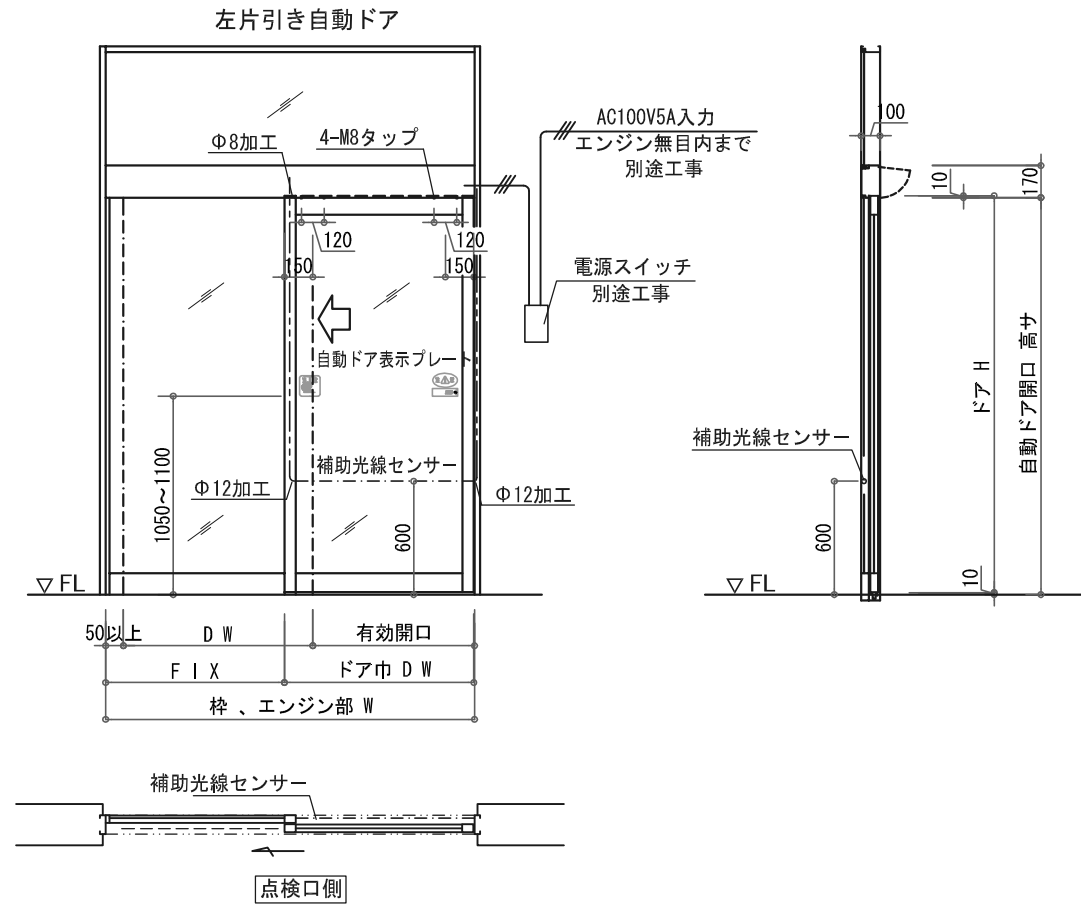 左片引き自動ドア
AC100V5A入力
エンジン無目内まで
別途工事
Φ8加工
4-M8タップ
120
120
150
150
電源スイッチ
別途工事
自動ドア表示プレート
補助光線センサー
Φ12加工
Φ12加工
1050～1100
600
▽ FL
50以上
D W
有効開口
F I X
ドア巾 D W
枠 、エンジン部 W
100
10
170
ドア H
自動ドア開口 高サ
補助光線センサー
600
10
▽ FL
補助光線センサー
点検口側